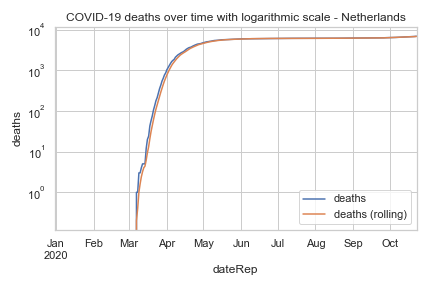 COVID-19 deaths over time with logarithmic scale - Netherlands
10⁴
10³
10²
10¹
10⁰
deaths
deaths
deaths (rolling)
Jan Feb Mar Apr May Jun Jul Aug Sep Oct
2020
dateRep